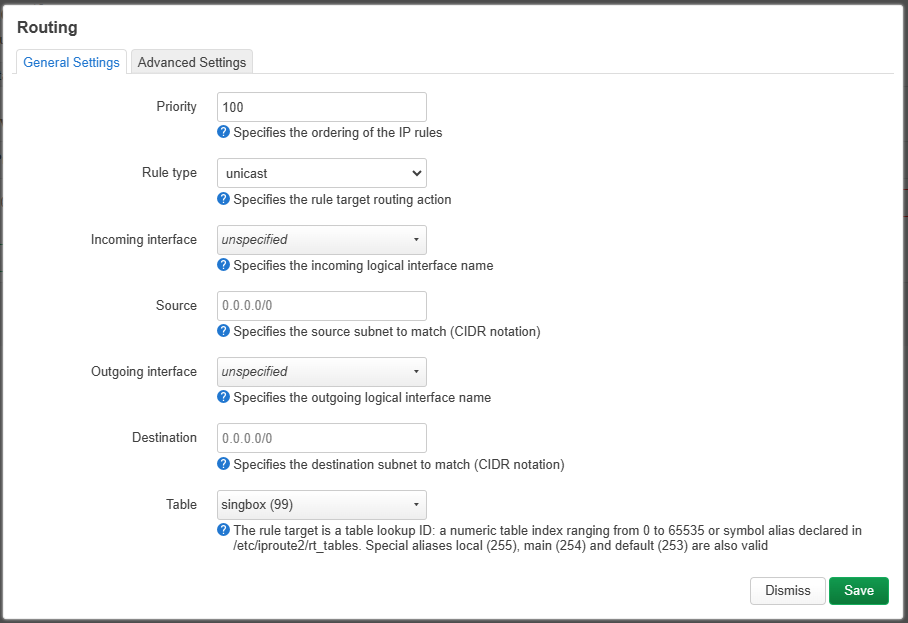 Routing
General Settings
Advanced Settings
Priority
100
Specifies the ordering of the IP rules
Rule type
unicast
Specifies the rule target routing action
Incoming interface
unspecified
Specifies the incoming logical interface name
Source
0.0.0.0/0
Specifies the source subnet to match (CIDR notation)
Outgoing interface
unspecified
Specifies the outgoing logical interface name
Destination
0.0.0.0/0
Specifies the destination subnet to match (CIDR notation)
Table
singbox (99)
The rule target is a table lookup ID: a numeric table index ranging from 0 to 65535 or symbol alias declared in
/etc/iproute2/rt_tables. Special aliases local (255), main (254) and default (253) are also valid
Dismiss
Save